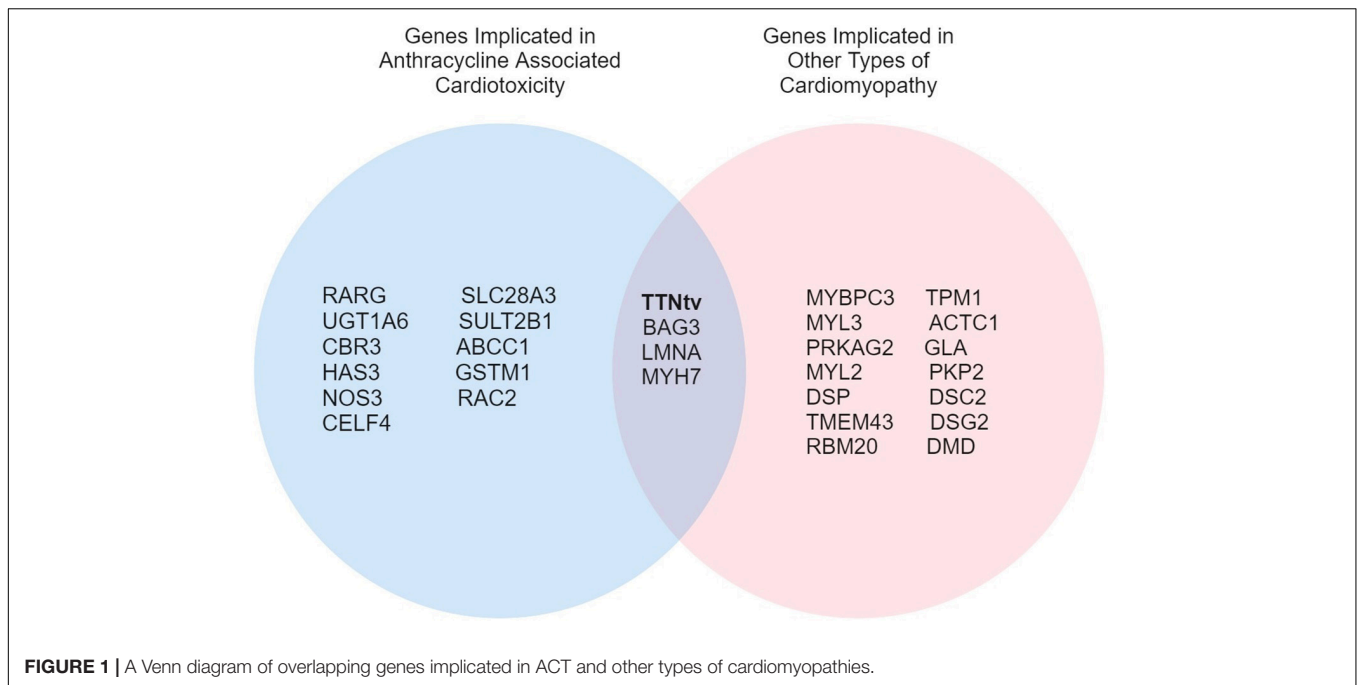 Genes Implicated in
Anthracycline Associated
Cardiotoxicity
Genes Implicated in
Other Types of
Cardiomyopathy
RARG
UGT1A6
CBR3
HAS3
NOS3
CELF4
SLC28A3
SULT2B1
ABCC1
GSTM1
RAC2
TTNtv
BAG3
LMNA
MYH7
MYBPC3
MYL3
PRKAG2
MYL2
DSP
TMEM43
RBM20
TPM1
ACTC1
GLA
PKP2
DSC2
DSG2
DMD
FIGURE 1 | A Venn diagram of overlapping genes implicated in ACT and other types of cardiomyopathies.